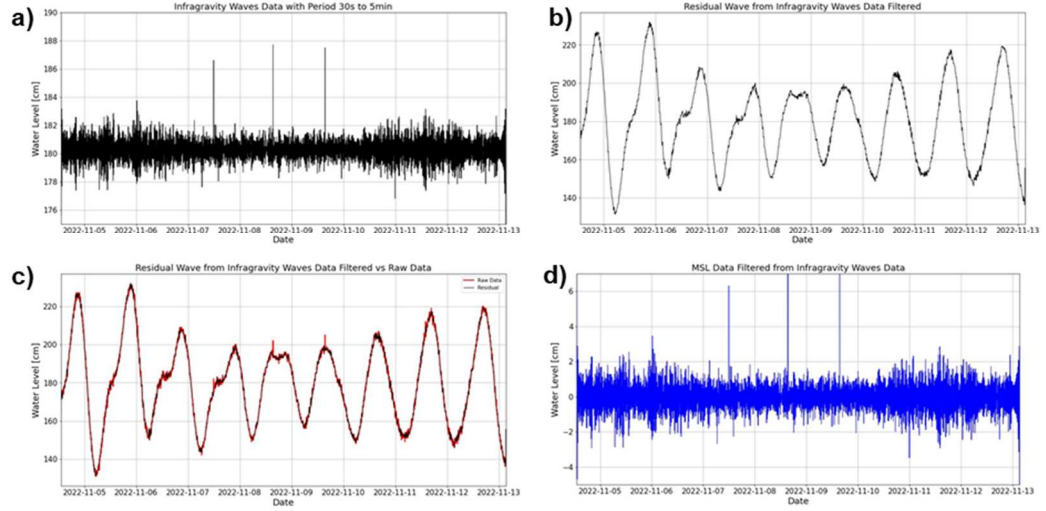 a)
Infragravity Waves Data with Period 30s to 5min
190
188
186
184
182
180
178
176
Water Level [cm]
2022-11-05 2022-11-06 2022-11-07 2022-11-08 2022-11-09 2022-11-10 2022-11-11 2022-11-12 2022-11-13
Date
b)
Residual Wave from Infragravity Waves Data Filtered
220
200
180
160
140
Water Level [cm]
2022-11-05 2022-11-06 2022-11-07 2022-11-08 2022-11-09 2022-11-10 2022-11-11 2022-11-12 2022-11-13
Date
c)
Residual Wave from Infragravity Waves Data Filtered vs Raw Data
Raw Data
Residual
220
200
180
160
140
Water Level [cm]
2022-11-05 2022-11-06 2022-11-07 2022-11-08 2022-11-09 2022-11-10 2022-11-11 2022-11-12 2022-11-13
Date
d)
MSL Data Filtered from Infragravity Waves Data
6
4
2
0
−2
−4
Water Level [cm]
2022-11-05 2022-11-06 2022-11-07 2022-11-08 2022-11-09 2022-11-10 2022-11-11 2022-11-12 2022-11-13
Date